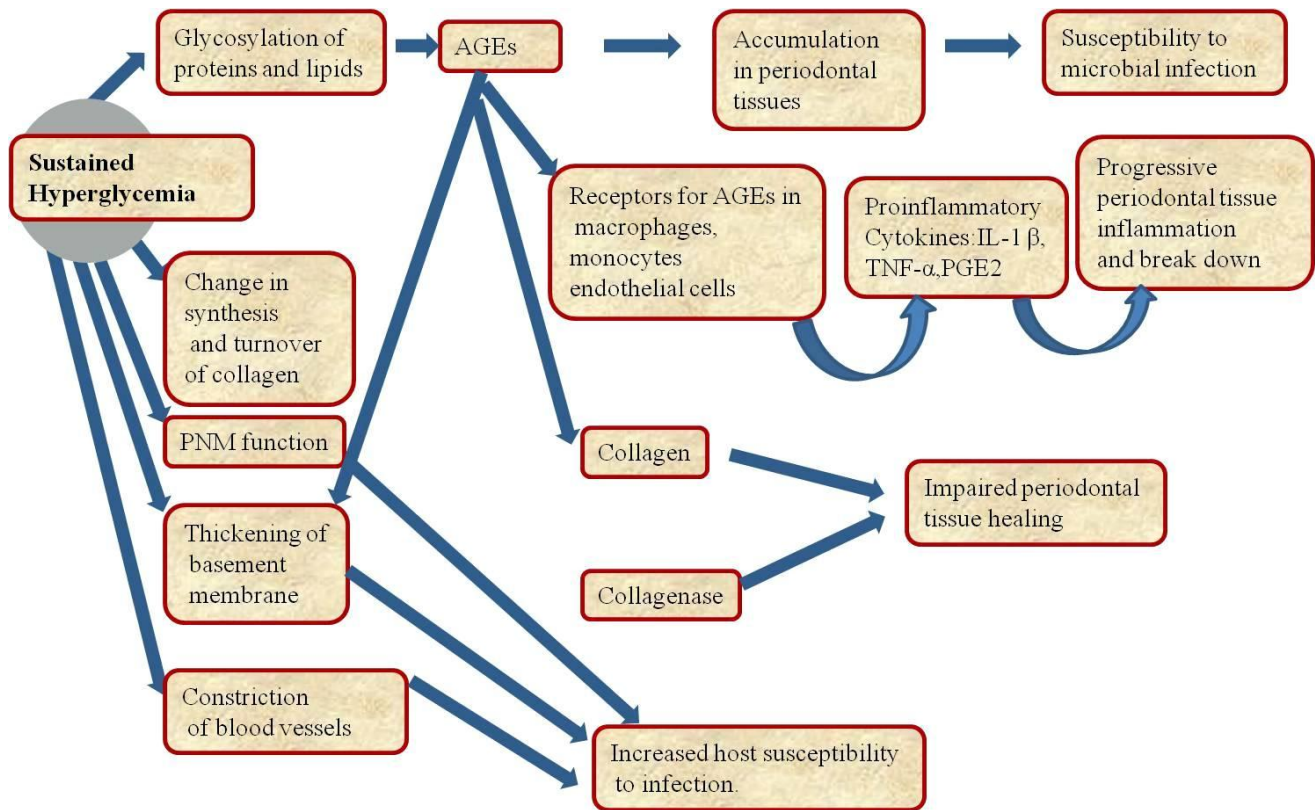 Glycosylation of
proteins and lipids
AGEs
Accumulation
in periodontal
tissues
Susceptibility to
microbial infection
Sustained
Hyperglycemia
Receptors for AGEs in
macrophages,
monocytes
endothelial cells
Proinflammatory
Cytokines:IL-1 β,
TNF-α,PGE2
Progressive
periodontal tissue
inflammation
and break down
Change in
synthesis
and turnover
of collagen
PNM function
Collagen
Impaired periodontal
tissue healing
Thickening of
basement
membrane
Collagenase
Constriction
of blood vessels
Increased host susceptibility
to infection.